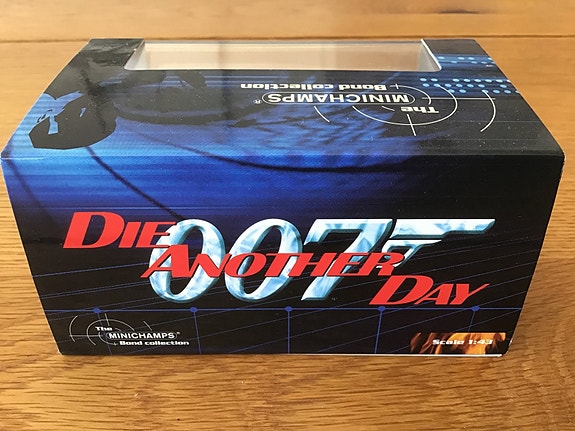 The
MINICHAMPS®
Bond collection
DIE
007
ANOTHER
DAY
The
MINICHAMPS®
Bond collection
Scale 1:43